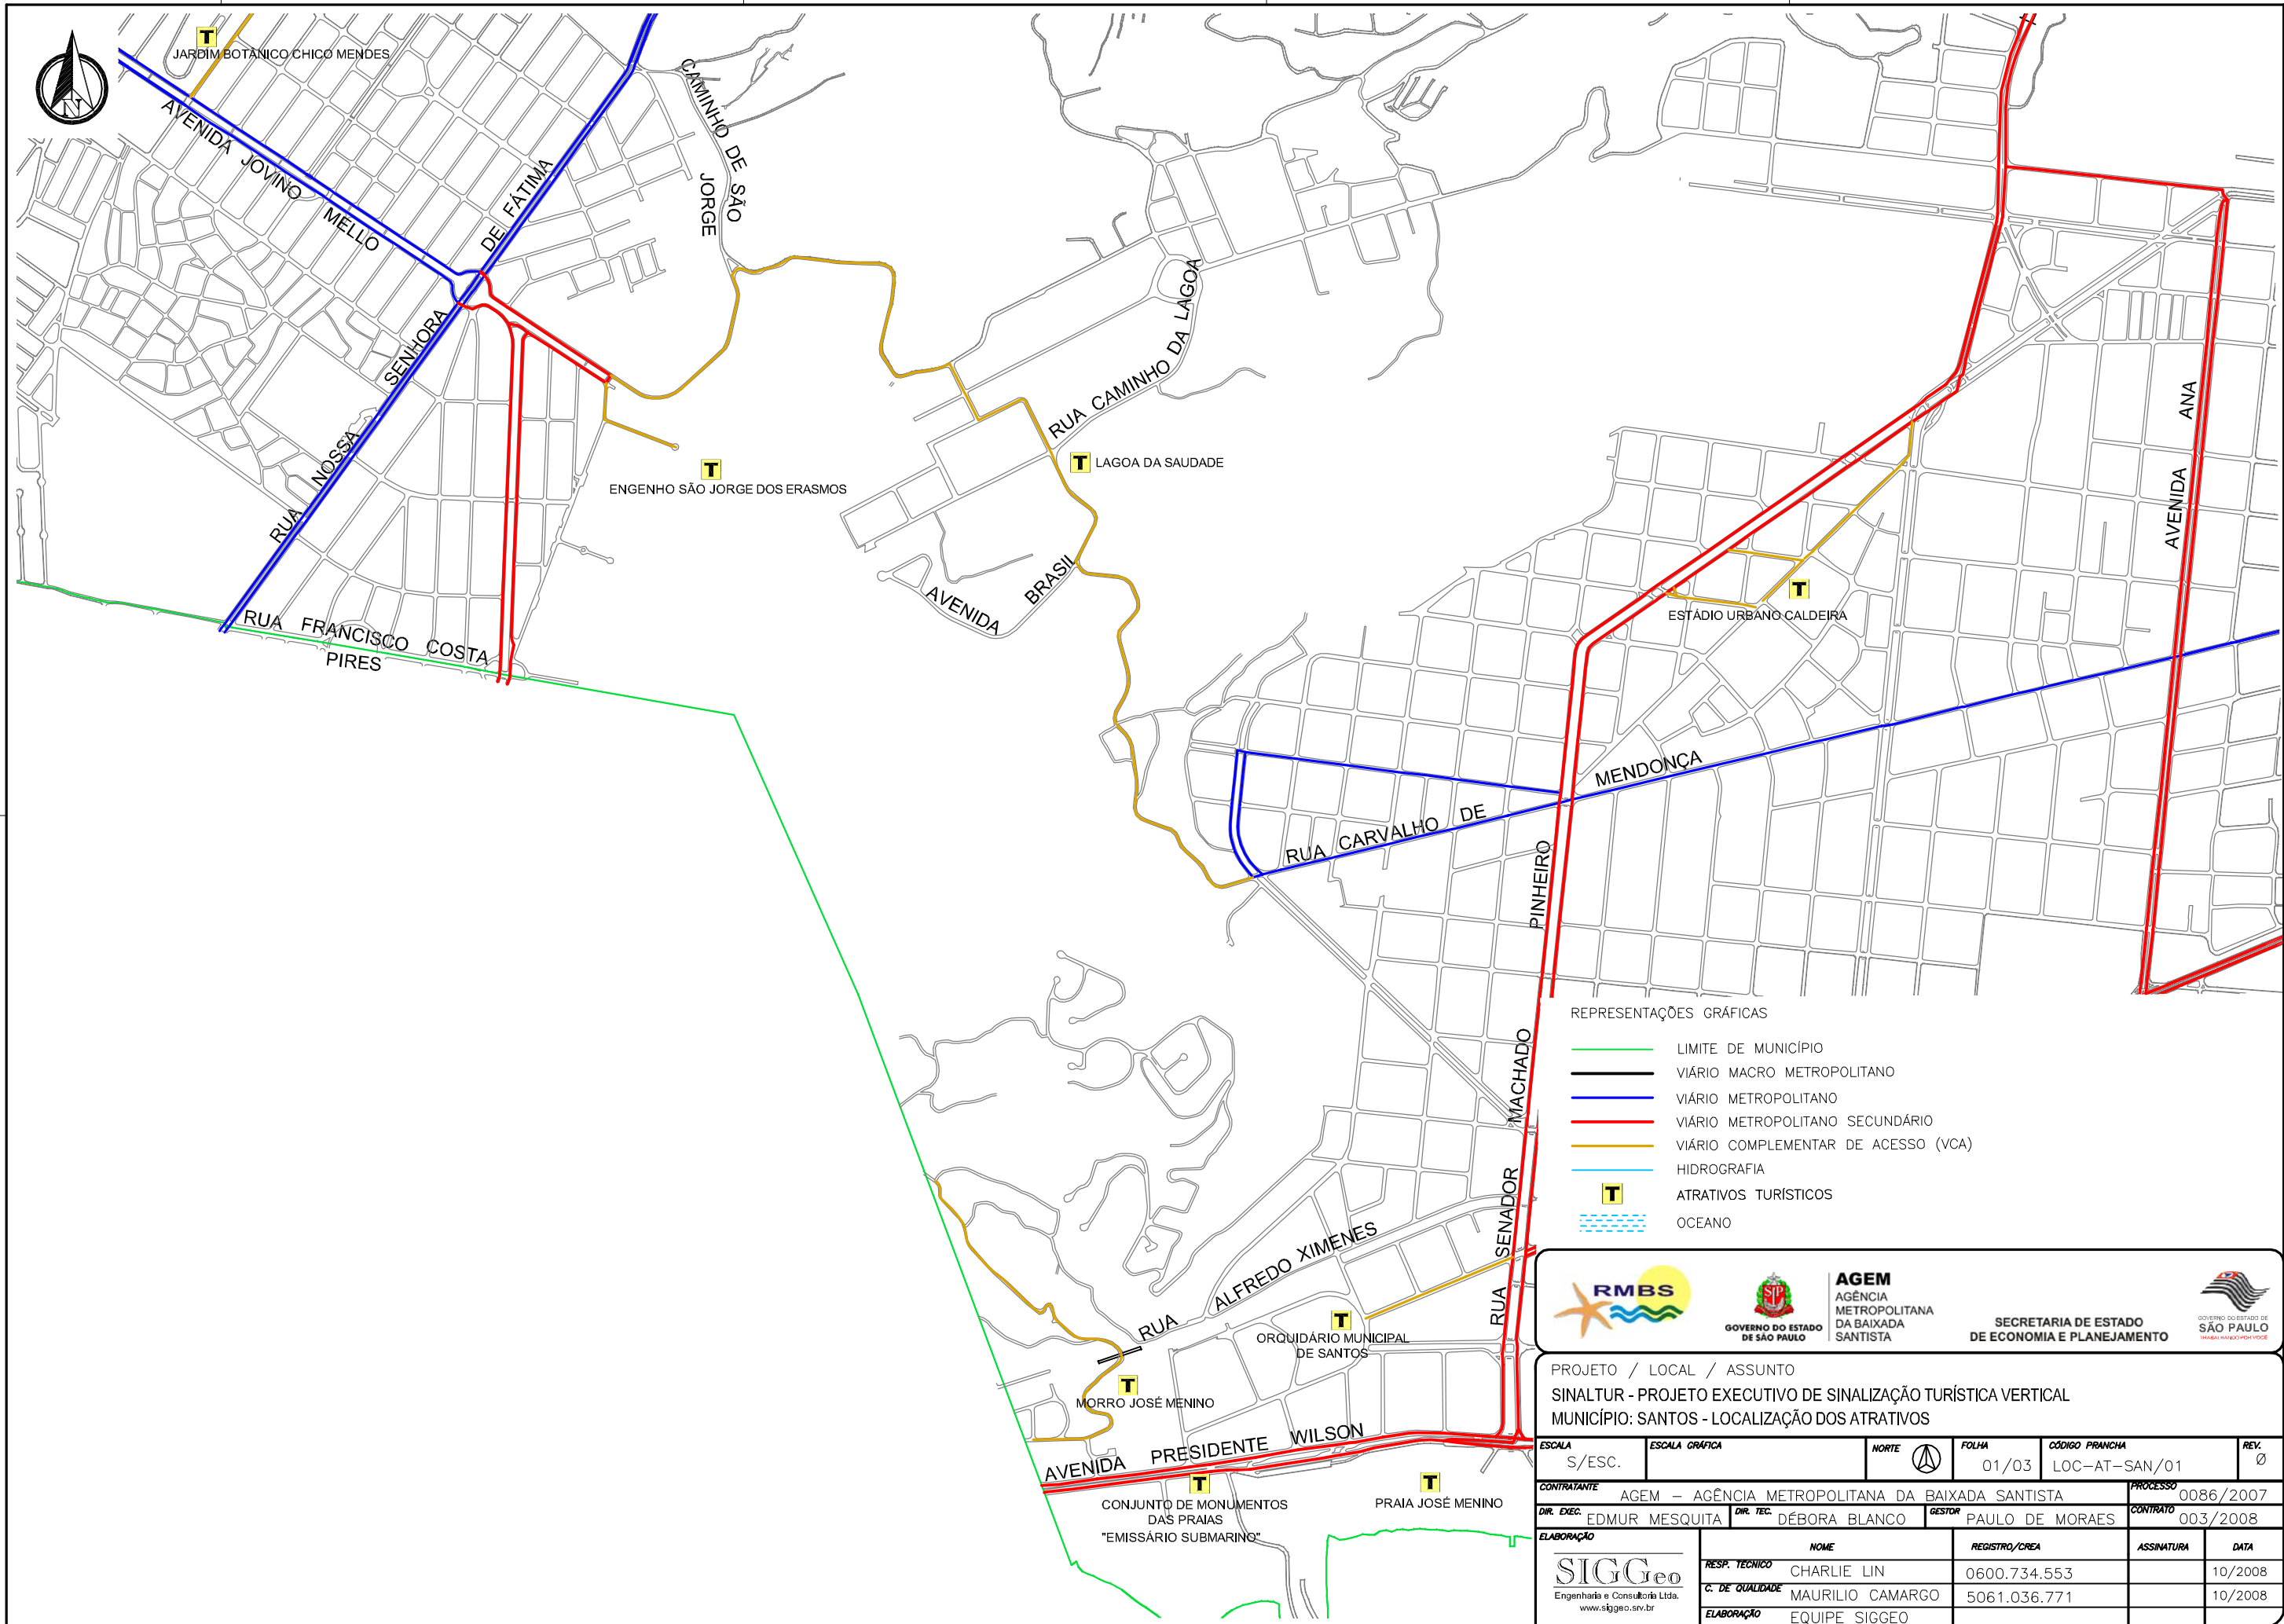 JARDIM BOTÂNICO CHICO MENDES
N
AVENIDA JOVINO MELLO
RUA NOSSA SENHORA DE FÁTIMA
CAMINHO DE SÃO
JORGE
T
ENGENHO SÃO JORGE DOS ERASMOS
RUA CAMINHO DA LAGOA
T LAGOA DA SAUDADE
AVENIDA BRASIL
RUA FRANCISCO COSTA
PIRES
T
ESTÁDIO URBANO CALDEIRA
AVENIDA ANA
RUA CARVALHO DE MENDONÇA
RUA SENADOR MACHADO PINHEIRO
RUA ALFREDO XIMENES
T
ORQUIDÁRIO MUNICIPAL
DE SANTOS
T
MORRO JOSÉ MENINO
AVENIDA PRESIDENTE WILSON
T
CONJUNTO DE MONUMENTOS
DAS PRAIAS
"EMISSÁRIO SUBMARINO"
T
PRAIA JOSÉ MENINO
REPRESENTAÇÕES GRÁFICAS
LIMITE DE MUNICÍPIO
VIÁRIO MACRO METROPOLITANO
VIÁRIO METROPOLITANO
VIÁRIO METROPOLITANO SECUNDÁRIO
VIÁRIO COMPLEMENTAR DE ACESSO (VCA)
HIDROGRAFIA
T ATRATIVOS TURÍSTICOS
OCEANO
RMBS
GOVERNO DO ESTADO
DE SÃO PAULO
AGEM
AGÊNCIA
METROPOLITANA
DA BAIXADA
SANTISTA
SECRETARIA DE ESTADO
DE ECONOMIA E PLANEJAMENTO
GOVERNO DO ESTADO DE
SÃO PAULO
TRABALHANDO POR VOCÊ
PROJETO / LOCAL / ASSUNTO
SINALTUR - PROJETO EXECUTIVO DE SINALIZAÇÃO TURÍSTICA VERTICAL
MUNICÍPIO: SANTOS - LOCALIZAÇÃO DOS ATRATIVOS
ESCALA S/ESC.
ESCALA GRÁFICA
NORTE
FOLHA 01/03
CÓDIGO PRANCHA LOC-AT-SAN/01
REV. Ø
CONTRATANTE AGEM - AGÊNCIA METROPOLITANA DA BAIXADA SANTISTA
PROCESSO 0086/2007
DIR. EXEC. EDMUR MESQUITA
DIR. TEC. DÉBORA BLANCO
GESTOR PAULO DE MORAES
CONTRATO 003/2008
ELABORAÇÃO
SIGGeo
Engenharia e Consultoria Ltda.
www.siggeo.srv.br
NOME REGISTRO/CREA ASSINATURA DATA
RESP. TÉCNICO CHARLIE LIN 0600.734.553 10/2008
C. DE QUALIDADE MAURILIO CAMARGO 5061.036.771 10/2008
ELABORAÇÃO EQUIPE SIGGEO